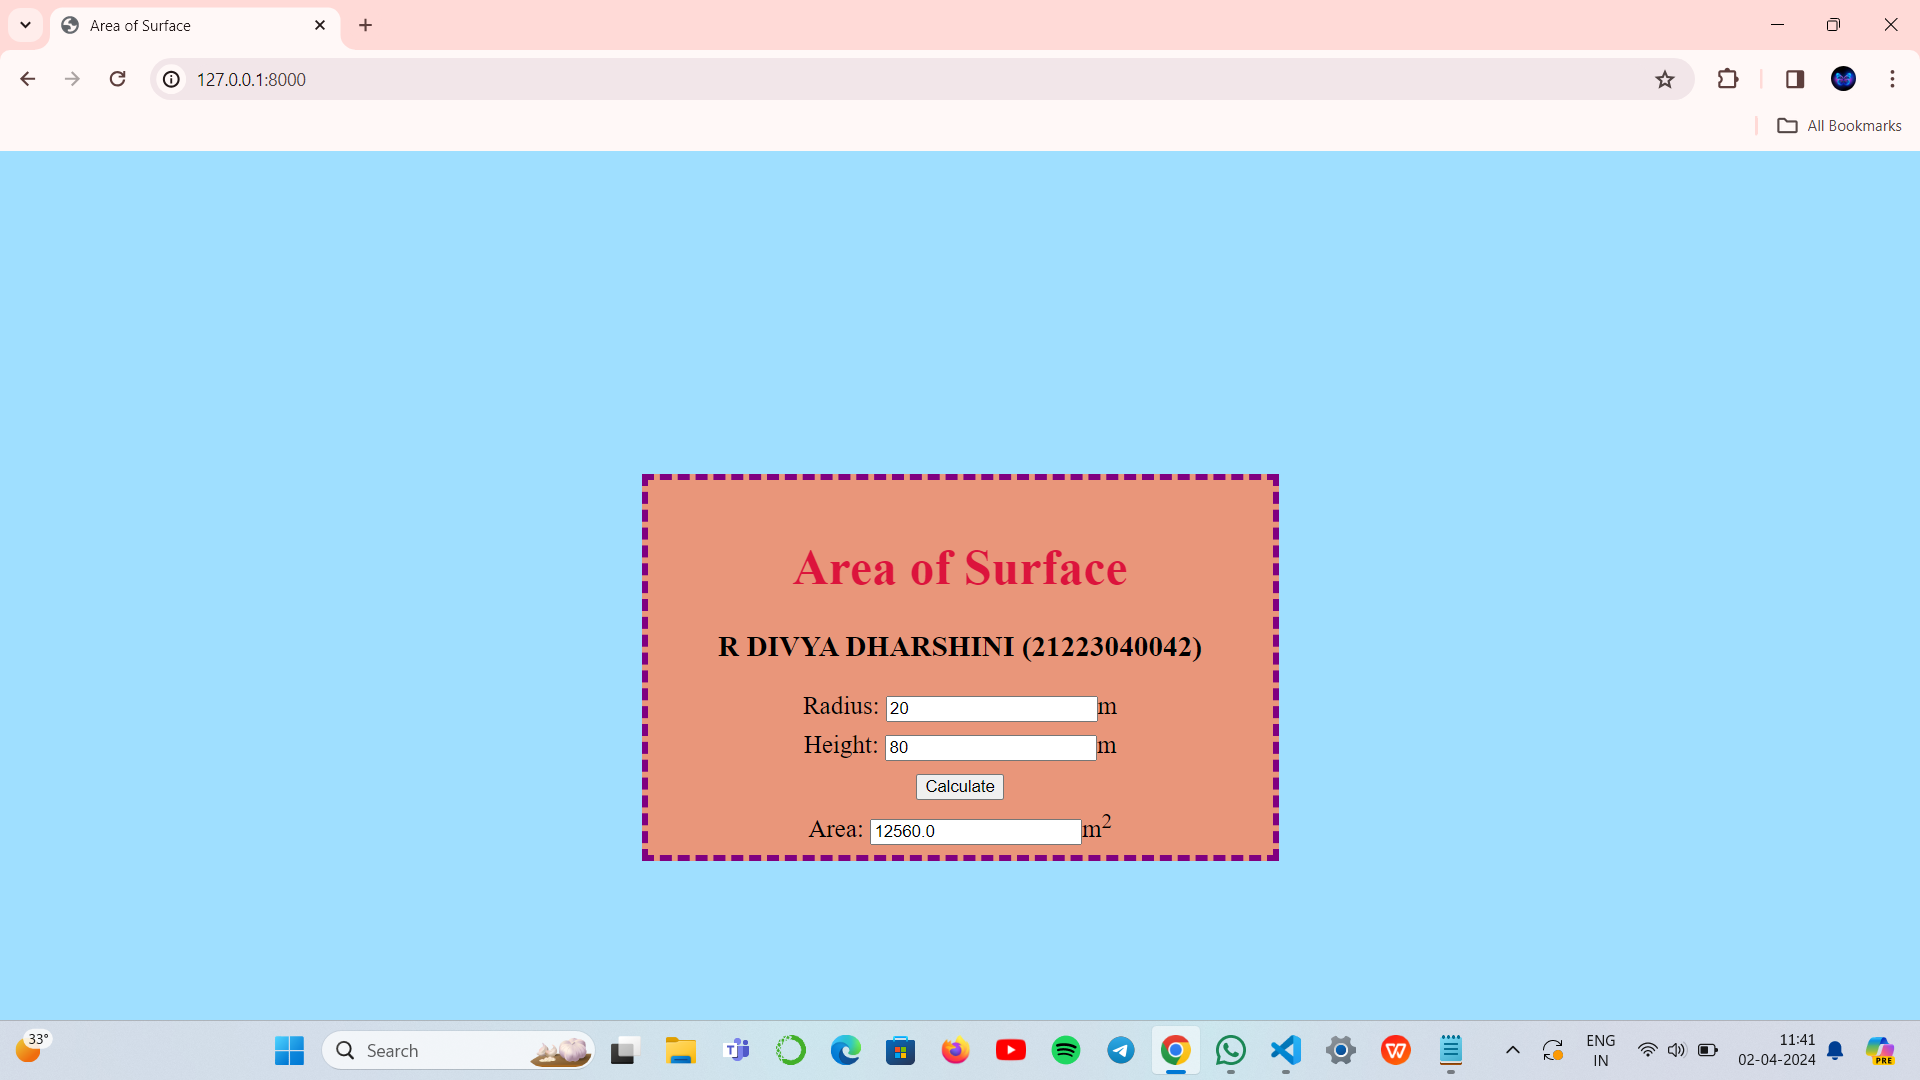 Area of Surface
127.0.0.1:8000
All Bookmarks
Area of Surface
R DIVYA DHARSHINI (21223040042)
Radius: 20 m
Height: 80 m
Calculate
Area: 12560.0 m²
33°
Search
ENG
IN
11:41
02-04-2024
PRE